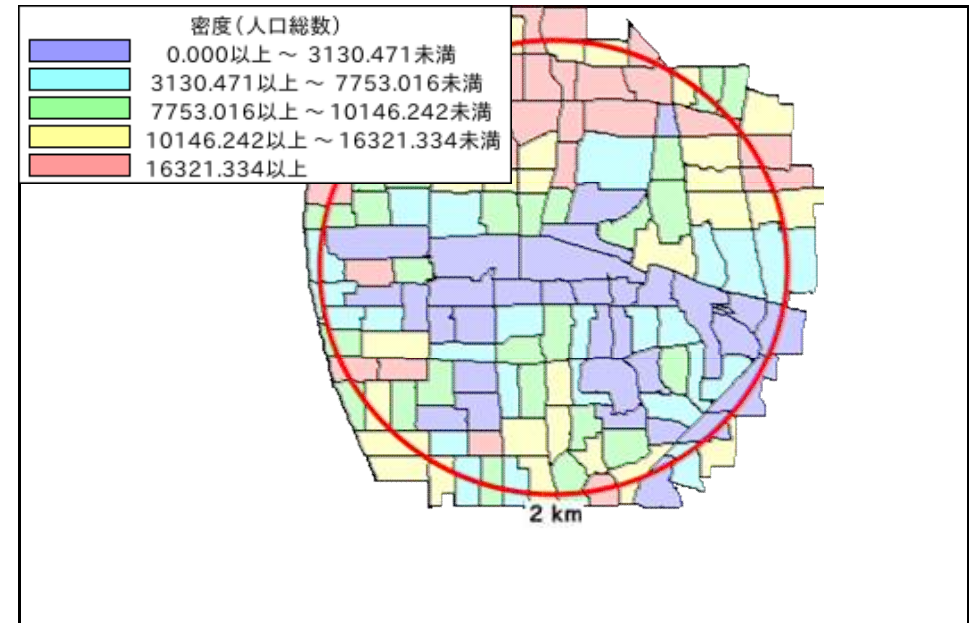 密度(人口総数)
0.000以上 ～ 3130.471未満
3130.471以上 ～ 7753.016未満
7753.016以上 ～ 10146.242未満
10146.242以上 ～ 16321.334未満
16321.334以上
2 km